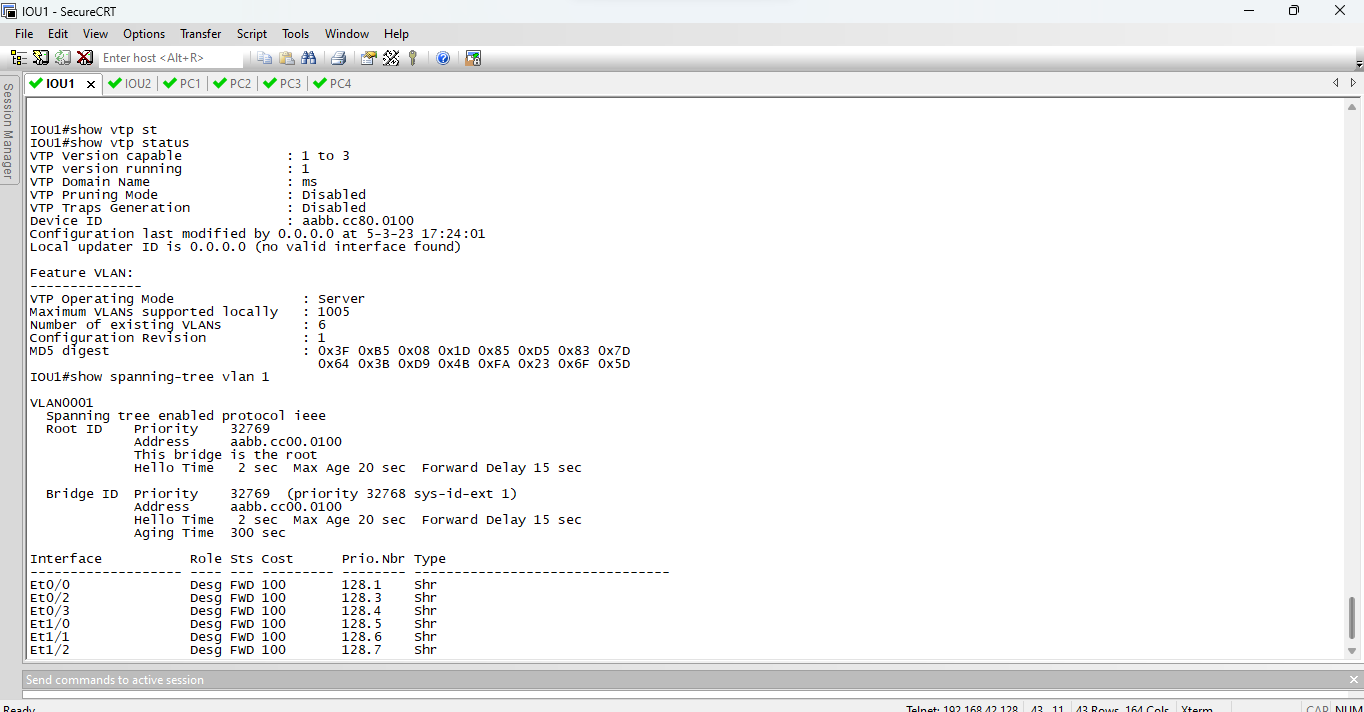 IOU1 - SecureCRT
File Edit View Options Transfer Script Tools Window Help
Enter host <Alt+R>
IOU1 IOU2 PC1 PC2 PC3 PC4
Session Manager
IOU1#show vtp st
IOU1#show vtp status
VTP Version capable : 1 to 3
VTP version running : 1
VTP Domain Name : ms
VTP Pruning Mode : Disabled
VTP Traps Generation : Disabled
Device ID : aabb.cc80.0100
Configuration last modified by 0.0.0.0 at 5-3-23 17:24:01
Local updater ID is 0.0.0.0 (no valid interface found)
Feature VLAN:
--------------
VTP Operating Mode : Server
Maximum VLANs supported locally : 1005
Number of existing VLANs : 6
Configuration Revision : 1
MD5 digest : 0x3F 0xB5 0x08 0x1D 0x85 0xD5 0x83 0x7D
0x64 0x3B 0xD9 0x4B 0xFA 0x23 0x6F 0x5D
IOU1#show spanning-tree vlan 1
VLAN0001
Spanning tree enabled protocol ieee
Root ID Priority 32769
Address aabb.cc00.0100
This bridge is the root
Hello Time 2 sec Max Age 20 sec Forward Delay 15 sec
Bridge ID Priority 32769 (priority 32768 sys-id-ext 1)
Address aabb.cc00.0100
Hello Time 2 sec Max Age 20 sec Forward Delay 15 sec
Aging Time 300 sec
Interface Role Sts Cost Prio.Nbr Type
------------------- ---- --- --------- -------- --------------------------------
Et0/0 Desg FWD 100 128.1 Shr
Et0/2 Desg FWD 100 128.3 Shr
Et0/3 Desg FWD 100 128.4 Shr
Et1/0 Desg FWD 100 128.5 Shr
Et1/1 Desg FWD 100 128.6 Shr
Et1/2 Desg FWD 100 128.7 Shr
Send commands to active session
Ready Telnet: 192.168.42.128 43, 11 43 Rows, 164 Cols Xterm CAP NUM